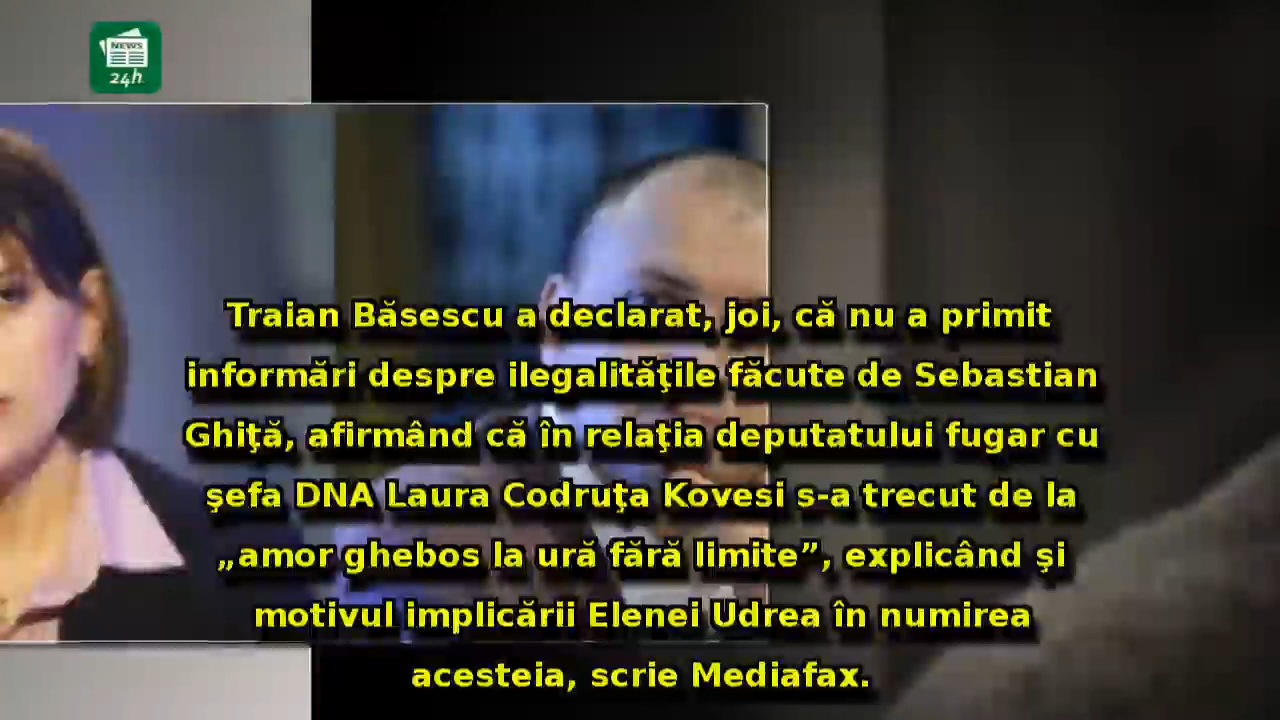 NEWS
24h
Traian Băsescu a declarat, joi, că nu a primit
informări despre ilegalităţile făcute de Sebastian
Ghiţă, afirmând că în relaţia deputatului fugar cu
şefa DNA Laura Codruţa Kovesi s-a trecut de la
„amor ghebos la ură fără limite”, explicând şi
motivul implicării Elenei Udrea în numirea
acesteia, scrie Mediafax.